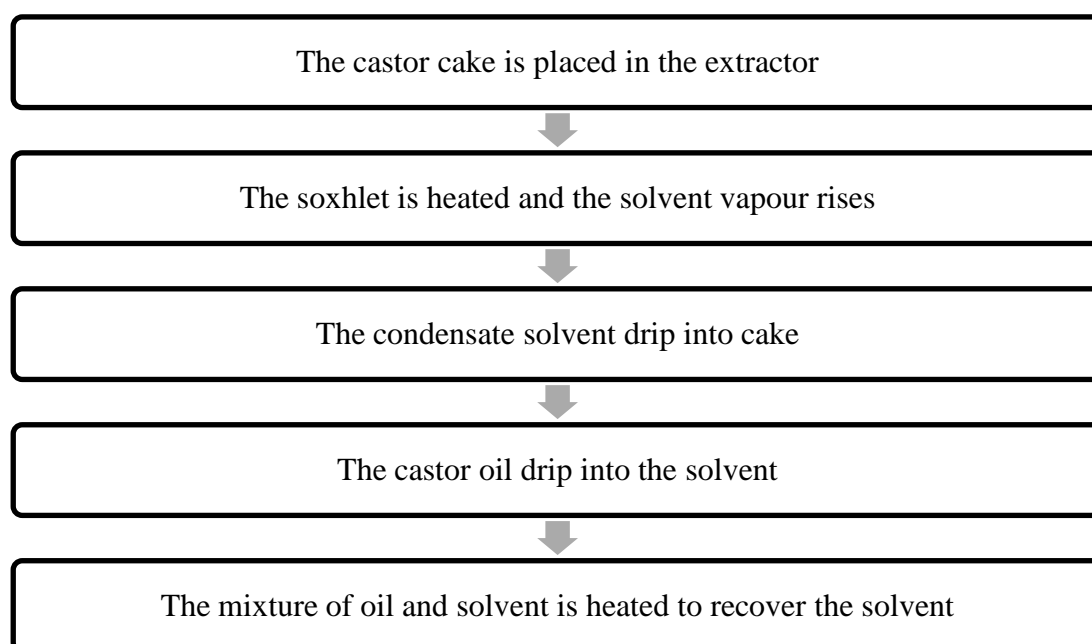 The castor cake is placed in the extractor
The soxhlet is heated and the solvent vapour rises
The condensate solvent drip into cake
The castor oil drip into the solvent
The mixture of oil and solvent is heated to recover the solvent